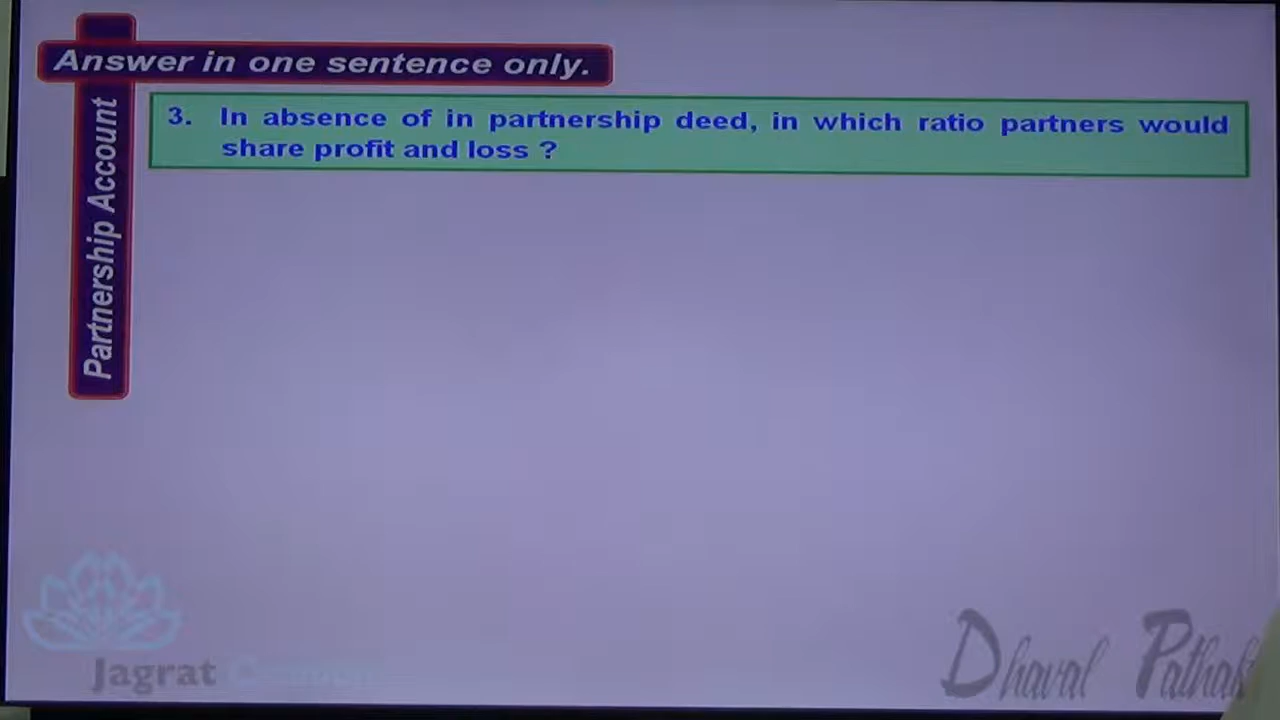 Answer in one sentence only.
Partnership Account
3. In absence of in partnership deed, in which ratio partners would
share profit and loss ?
Jagrat
Dhaval Pathak